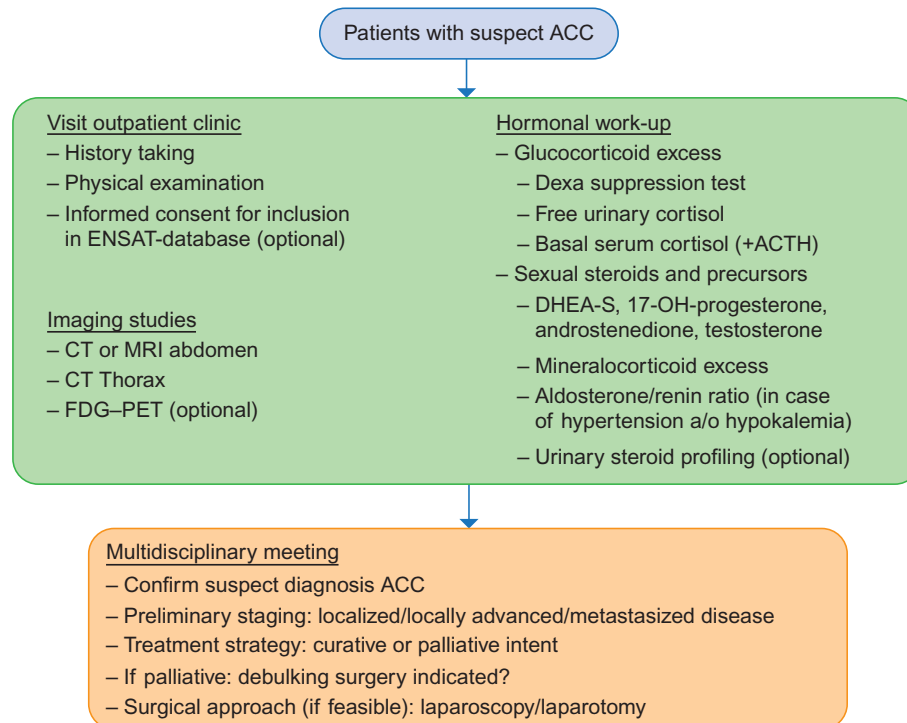 Patients with suspect ACC
Visit outpatient clinic
– History taking
– Physical examination
– Informed consent for inclusion
in ENSAT-database (optional)
Imaging studies
– CT or MRI abdomen
– CT Thorax
– FDG–PET (optional)
Hormonal work-up
– Glucocorticoid excess
– Dexa suppression test
– Free urinary cortisol
– Basal serum cortisol (+ACTH)
– Sexual steroids and precursors
– DHEA-S, 17-OH-progesterone,
androstenedione, testosterone
– Mineralocorticoid excess
– Aldosterone/renin ratio (in case
of hypertension a/o hypokalemia)
– Urinary steroid profiling (optional)
Multidisciplinary meeting
– Confirm suspect diagnosis ACC
– Preliminary staging: localized/locally advanced/metastasized disease
– Treatment strategy: curative or palliative intent
– If palliative: debulking surgery indicated?
– Surgical approach (if feasible): laparoscopy/laparotomy